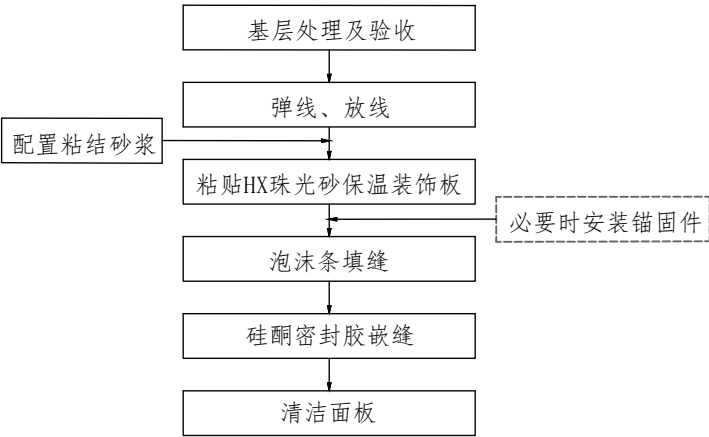 基层处理及验收
弹线、放线
配置粘结砂浆
粘贴HX珠光砂保温装饰板
必要时安装锚固件
泡沫条填缝
硅酮密封胶嵌缝
清洁面板